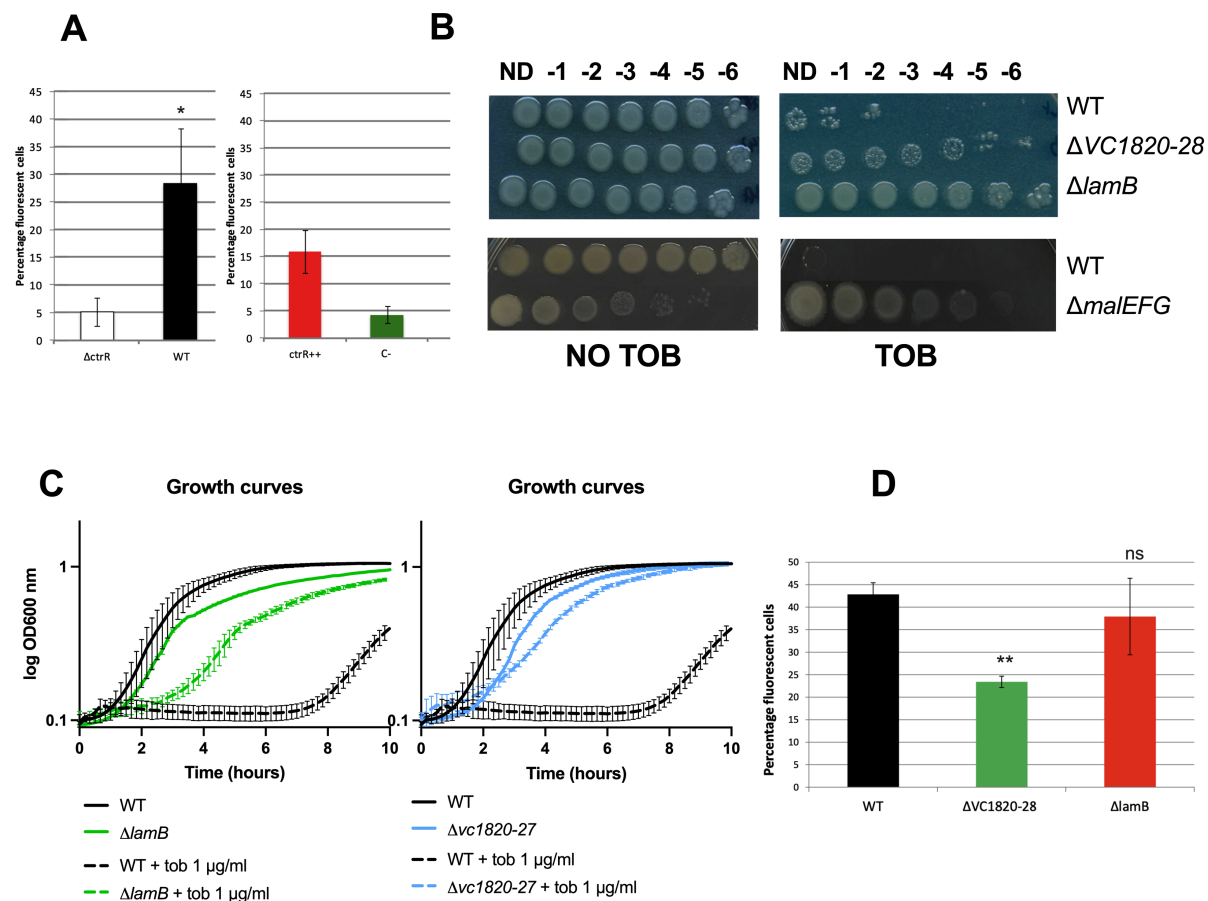 A
Percentage fluorescent cells
45
40
35
30
25
20
15
10
5
0
*
ΔctrR
WT
Percentage fluorescent cells
45
40
35
30
25
20
15
10
5
0
ctrR++
C-
B
ND -1 -2 -3 -4 -5 -6
ND -1 -2 -3 -4 -5 -6
WT
ΔVC1820-28
ΔlamB
WT
ΔmalEFG
NO TOB
TOB
C
Growth curves
log OD600 nm
1
0.1
0 2 4 6 8 10
Time (hours)
WT
ΔlamB
WT + tob 1 µg/ml
ΔlamB + tob 1 µg/ml
Growth curves
1
0.1
0 2 4 6 8 10
Time (hours)
WT
Δvc1820-27
WT + tob 1 µg/ml
Δvc1820-27 + tob 1 µg/ml
D
Percentage fluorescent cells
50
45
40
35
30
25
20
15
10
5
0
**
ns
WT
ΔVC1820-28
ΔlamB